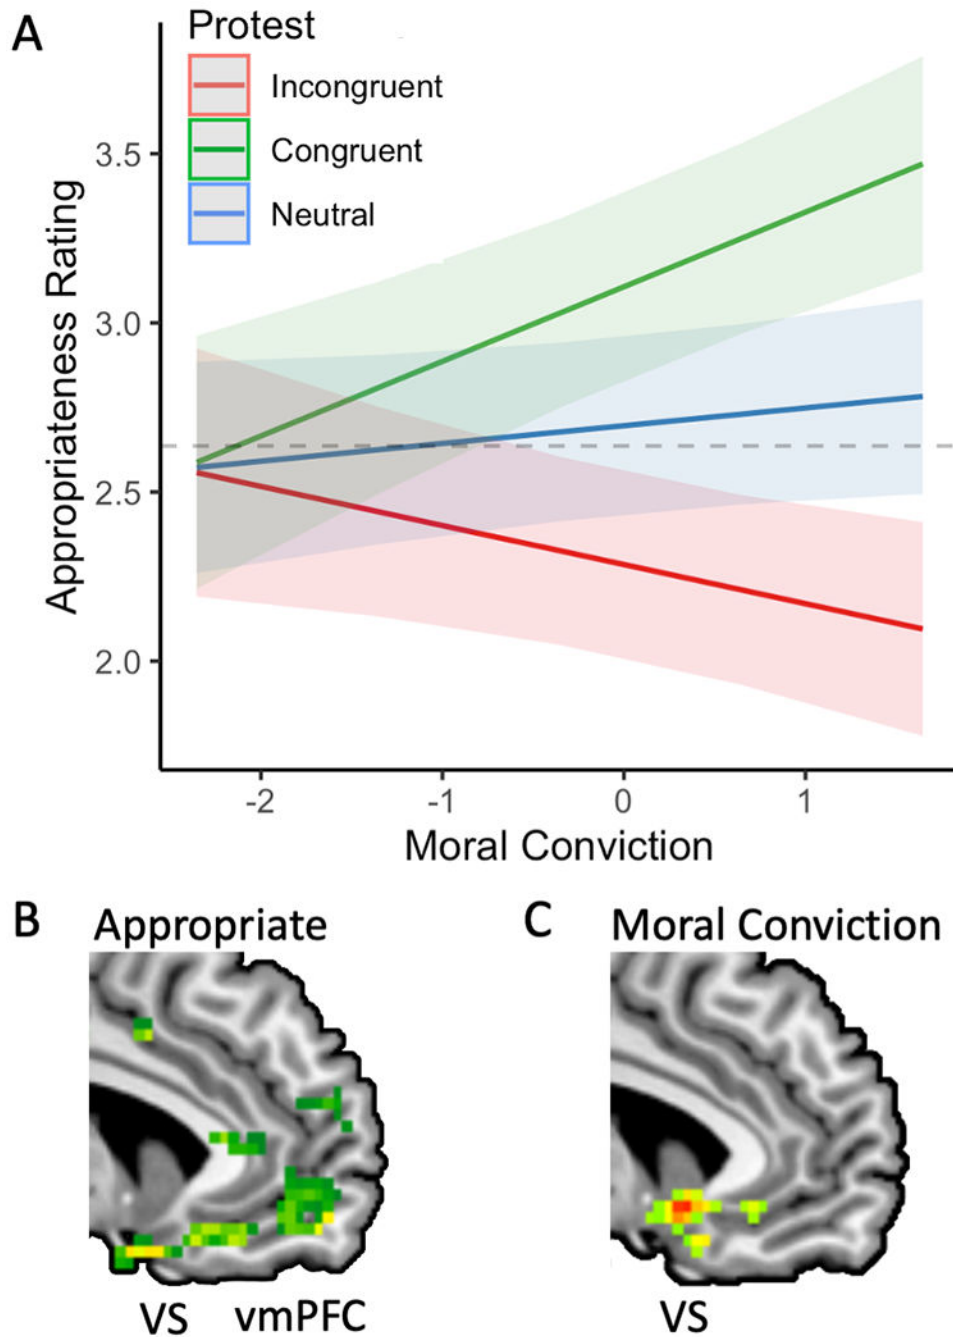 A
Protest
Incongruent
Congruent
Neutral
Appropriateness Rating
3.5
3.0
2.5
2.0
-2
-1
0
1
Moral Conviction
B
Appropriate
VS
vmPFC
C
Moral Conviction
VS